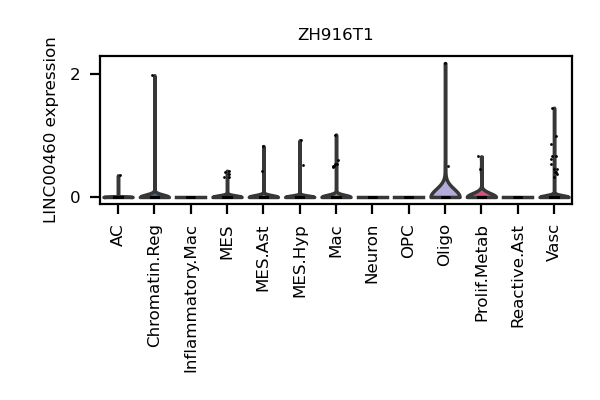 ZH916T1
LINC00460 expression
2
0
AC
Chromatin.Reg
Inflammatory.Mac
MES
MES.Ast
MES.Hyp
Mac
Neuron
OPC
Oligo
Prolif.Metab
Reactive.Ast
Vasc